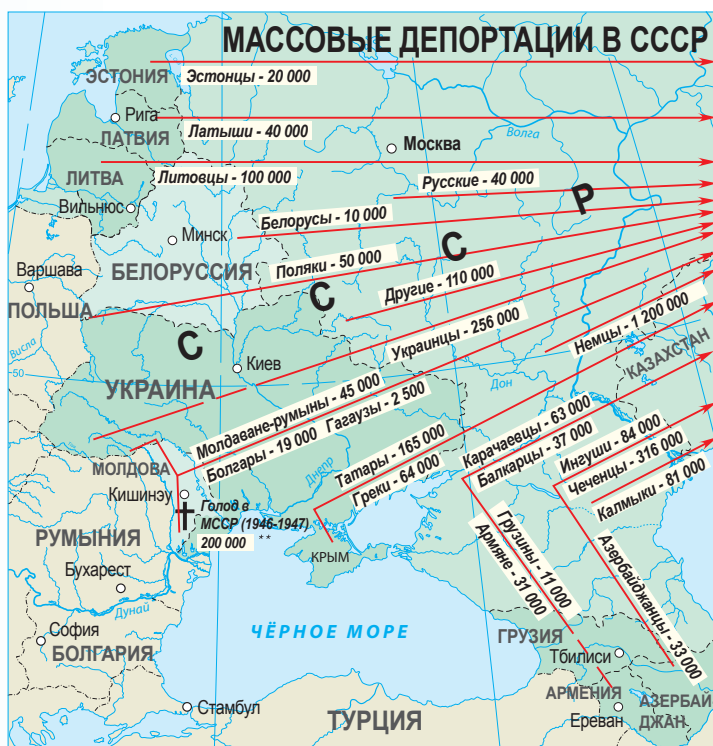 МАССОВЫЕ ДЕПОРТАЦИИ В СССР
ЭСТОНИЯ
Эстонцы - 20 000
Рига
Латыши - 40 000
ЛАТВИЯ
Волга
Москва
ЛИТВА
Литовцы - 100 000
Русские - 40 000
Р
Вильнюс
Белорусы - 10 000
Минск
С
Варшава
БЕЛОРУССИЯ
Поляки - 50 000
Другие - 110 000
ПОЛЬША
С
Украинцы - 256 000
Немцы - 1 200 000
Висла
С
КАЗАХСТАН
50
Киев
Дон
УКРАИНА
Молдаване-румыны - 45 000
Болгары - 19 000
Гагаузы - 2 500
Карачаевцы - 63 000
Балкарцы - 37 000
Ингуши - 84 000
Чеченцы - 316 000
Калмыки - 81 000
Татары - 165 000
Греки - 64 000
МОЛДОВА
Днепр
Кишинэу
Голод в
МССР (1946-1947)
200 000 **
РУМЫНИЯ
КРЫМ
Грузины - 11 000
Армяне - 31 000
Азербайджанцы - 33 000
Бухарест
Дунай
София
БОЛГАРИЯ
ЧЁРНОЕ МОРЕ
ГРУЗИЯ
Тбилиси
АРМЕНИЯ
АЗЕРБАЙ
ДЖАН
Стамбул
ТУРЦИЯ
Ереван